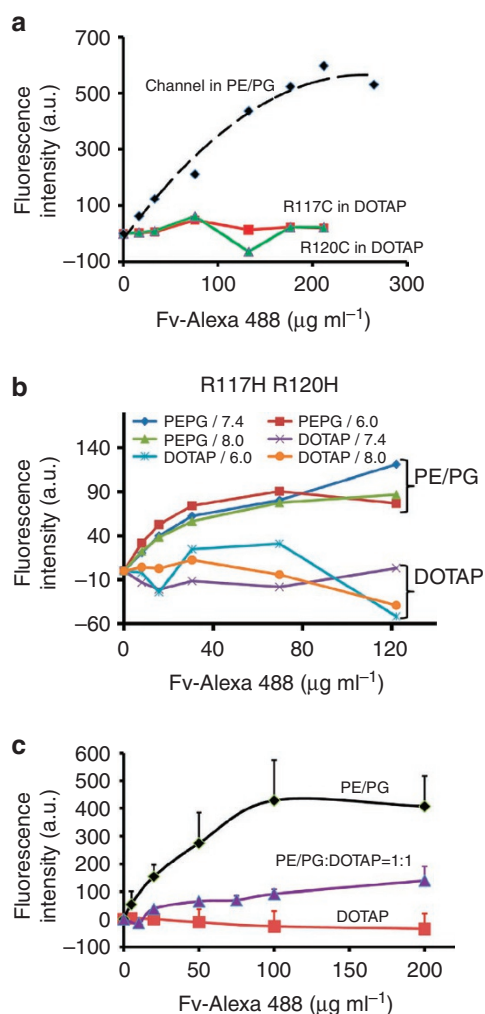 a
700
500
300
100
−100
Fluorescence
intensity (a.u.)
Channel in PE/PG
R117C in DOTAP
R120C in DOTAP
0 100 200 300
Fv-Alexa 488 (μg ml−1)
b
R117H R120H
PEPG / 7.4 PEPG / 6.0
PEPG / 8.0 DOTAP / 7.4
DOTAP / 6.0 DOTAP / 8.0
140
90
40
−10
−60
Fluorescence
intensity (a.u.)
PE/PG
DOTAP
0 40 80 120
Fv-Alexa 488 (μg ml−1)
c
600
500
400
300
200
100
0
−100
Fluorescence
intensity (a.u.)
PE/PG
PE/PG:DOTAP=1:1
DOTAP
0 50 100 150 200
Fv-Alexa 488 (μg ml−1)